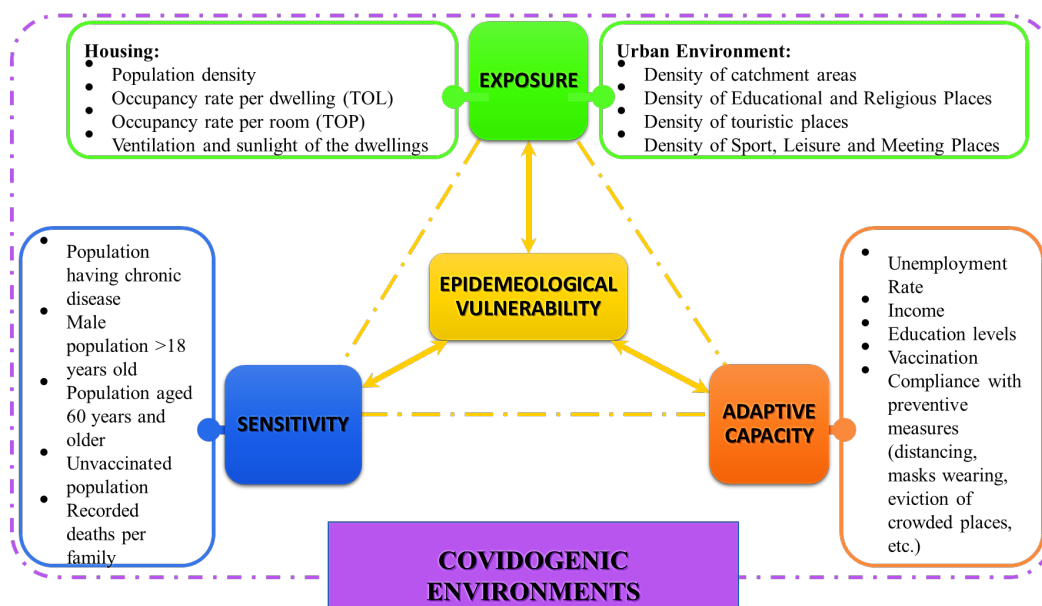 Housing:
• Population density
• Occupancy rate per dwelling (TOL)
• Occupancy rate per room (TOP)
• Ventilation and sunlight of the dwellings
EXPOSURE
Urban Environment:
• Density of catchment areas
• Density of Educational and Religious Places
• Density of touristic places
• Density of Sport, Leisure and Meeting Places
• Population
having chronic
disease
• Male
population >18
years old
• Population aged
60 years and
older
• Unvaccinated
population
• Recorded
deaths per
family
SENSITIVITY
EPIDEMEOLOGICAL
VULNERABILITY
ADAPTIVE
CAPACITY
• Unemployment
Rate
• Income
• Education levels
• Vaccination
• Compliance with
preventive
measures
(distancing,
masks wearing,
eviction of
crowded places,
etc.)
COVIDOGENIC
ENVIRONMENTS